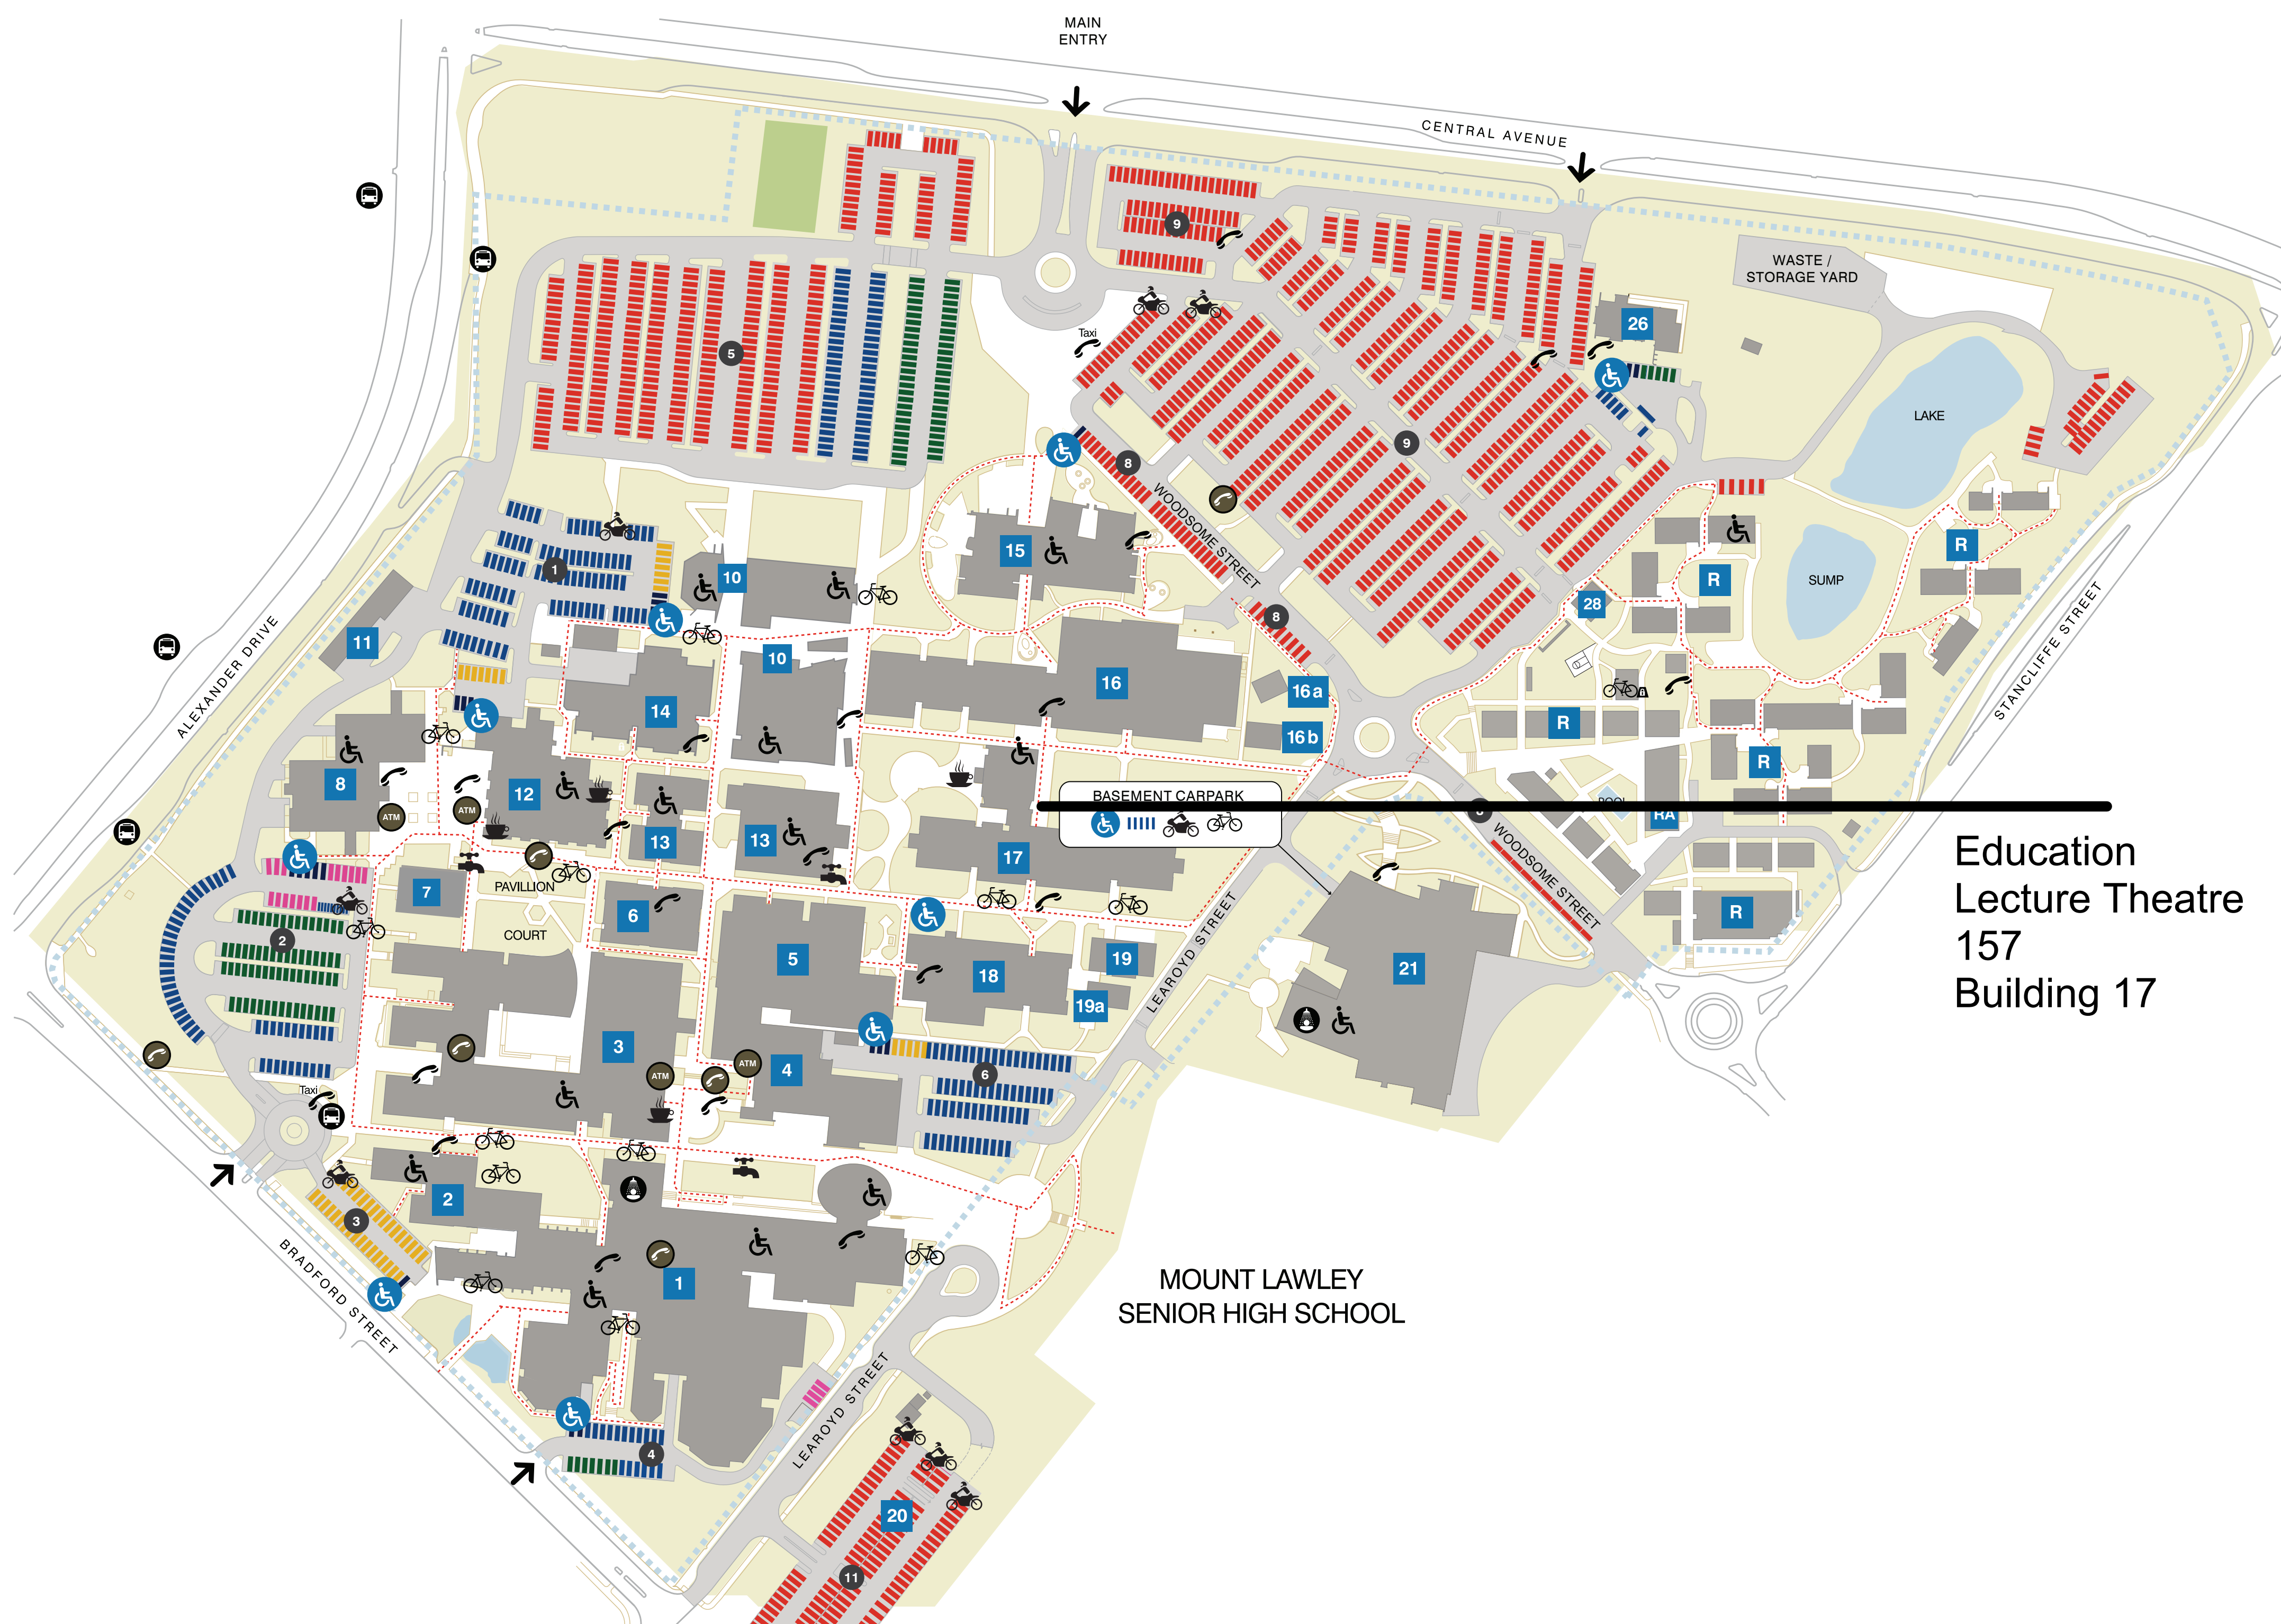 MAIN
ENTRY
CENTRAL AVENUE
9
WASTE /
STORAGE YARD
26
Taxi
5
LAKE
9
8
WOODSOME STREET
15
R
10
1
R
SUMP
28
8
11
10
ALEXANDER DRIVE
STANCLIFFE STREET
16
16a
14
R
16b
R
8
12
BASEMENT CARPARK
ATM
ATM
RA
13
13
17
WOODSOME STREET
Education
Lecture Theatre
157
Building 17
7
PAVILLION
6
R
COURT
2
5
18
19
21
LEAROYD STREET
19a
3
ATM
ATM
4
6
Taxi
2
3
BRADFORD STREET
1
MOUNT LAWLEY
SENIOR HIGH SCHOOL
LEAROYD STREET
4
20
11